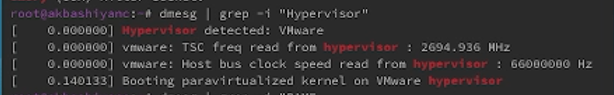 root@akbashiyanc:~# dmesg | grep -i "Hypervisor"
[    0.000000] Hypervisor detected: VMware
[    0.000000] vmware: TSC freq read from hypervisor : 2694.936 MHz
[    0.000000] vmware: Host bus clock speed read from hypervisor : 66000000 Hz
[    0.140133] Booting paravirtualized kernel on VMware hypervisor